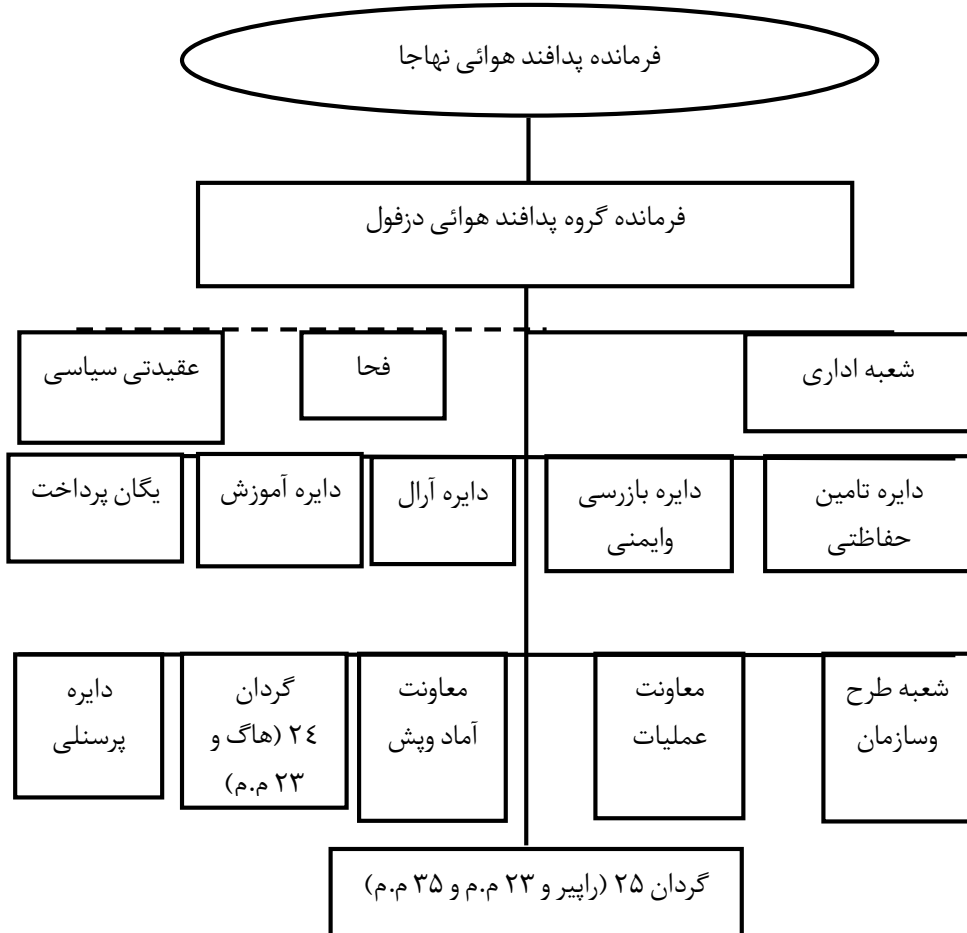 فرمانده پدافند هوائی نهاجا
فرمانده گروه پدافند هوائی دزفول
شعبه اداری
فحا
عقیدتی سیاسی
دایره تامین
حفاظتی
دایره بازرسی
وایمنی
دایره آرال
دایره آموزش
یگان پرداخت
شعبه طرح
وسازمان
معاونت
عملیات
معاونت
آماد وپش
گردان
٢٤ (هاگ و
۲۳ م.م)
دایره
پرسنلی
گردان ۲۵ (راپیر و ۲۳ م.م و ۳۵ م.م)